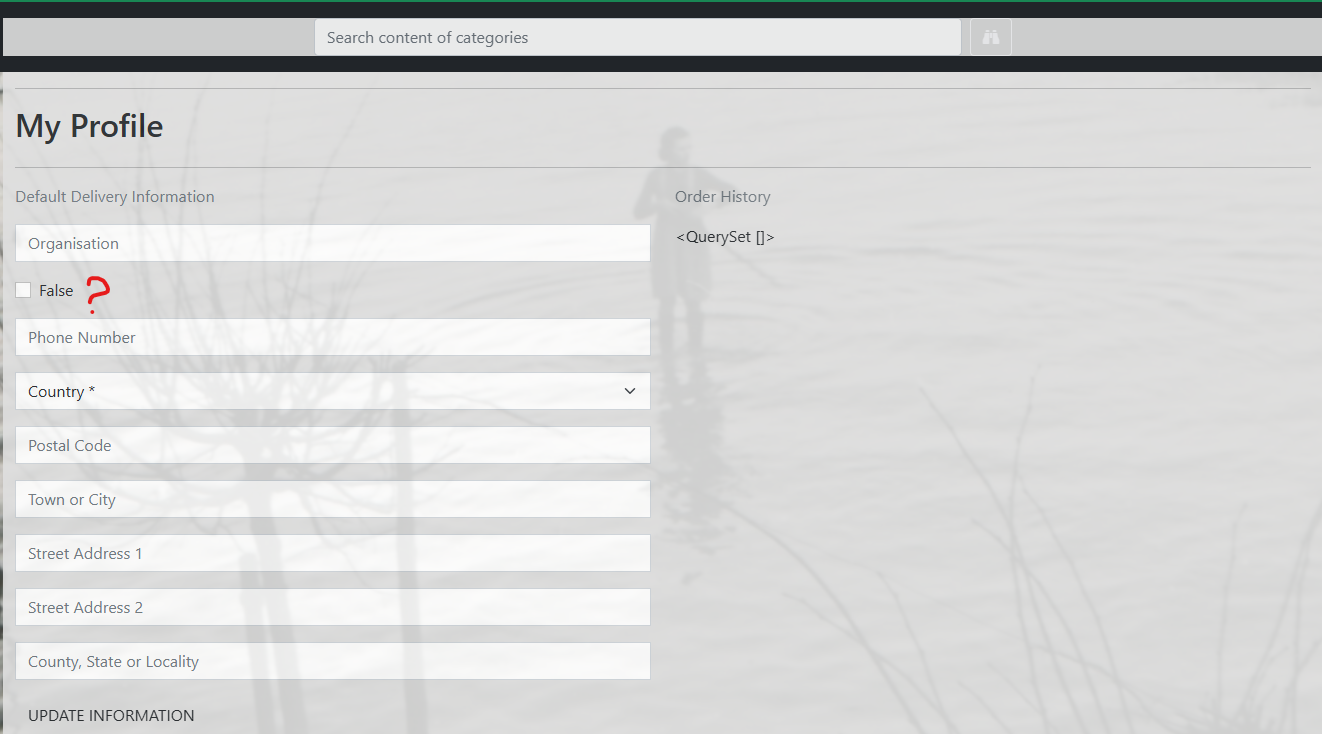 Search content of categories
My Profile
Default Delivery Information
Organisation
False ?
Phone Number
Country *
Postal Code
Town or City
Street Address 1
Street Address 2
County, State or Locality
UPDATE INFORMATION
Order History
<QuerySet []>